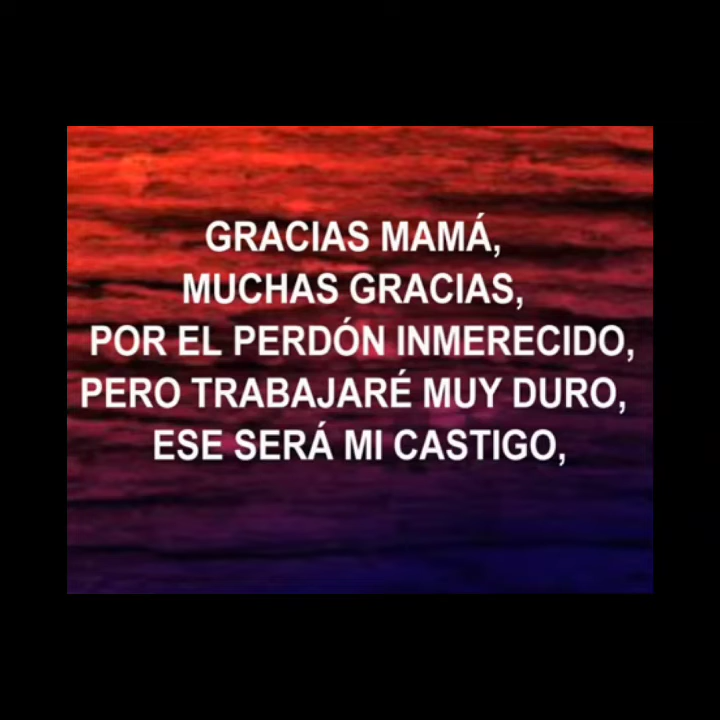 GRACIAS MAMÁ,
MUCHAS GRACIAS,
POR EL PERDÓN INMERECIDO,
PERO TRABAJARÉ MUY DURO,
ESE SERÁ MI CASTIGO,